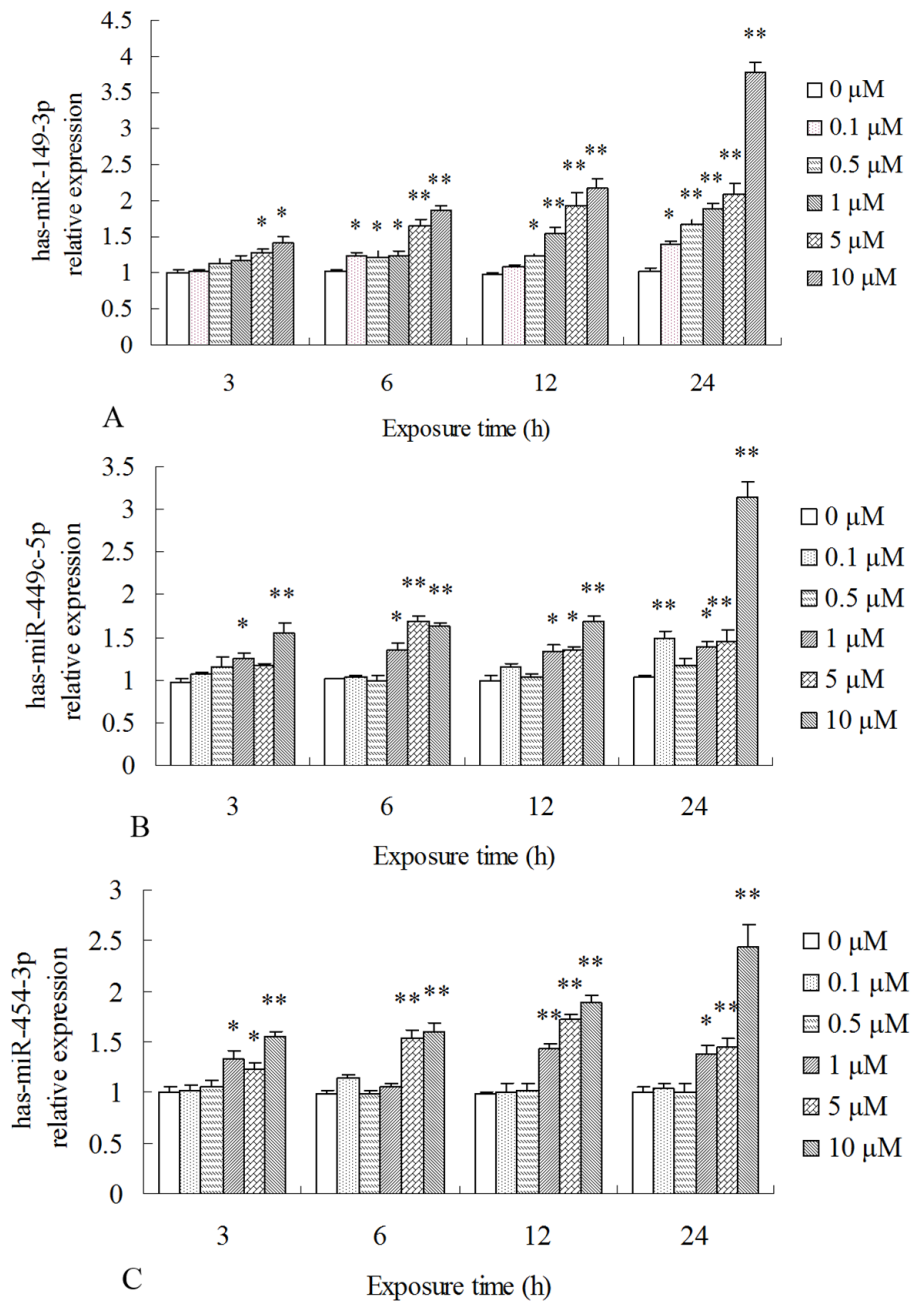 has-miR-149-3p
relative expression
4.5
4
3.5
3
2.5
2
1.5
1
0.5
0
* *
* * * ** **
* ** ** **
* ** ** ** **
3 6 12 24
Exposure time (h)
0 µM
0.1 µM
0.5 µM
1 µM
5 µM
10 µM
A
has-miR-449c-5p
relative expression
3.5
3
2.5
2
1.5
1
0.5
0
* **
* ** **
* * **
** * ** **
3 6 12 24
Exposure time (h)
0 µM
0.1 µM
0.5 µM
1 µM
5 µM
10 µM
B
has-miR-454-3p
relative expression
3
2.5
2
1.5
1
0.5
0
* * **
** **
** ** **
* ** **
3 6 12 24
Exposure time (h)
0 µM
0.1 µM
0.5 µM
1 µM
5 µM
10 µM
C